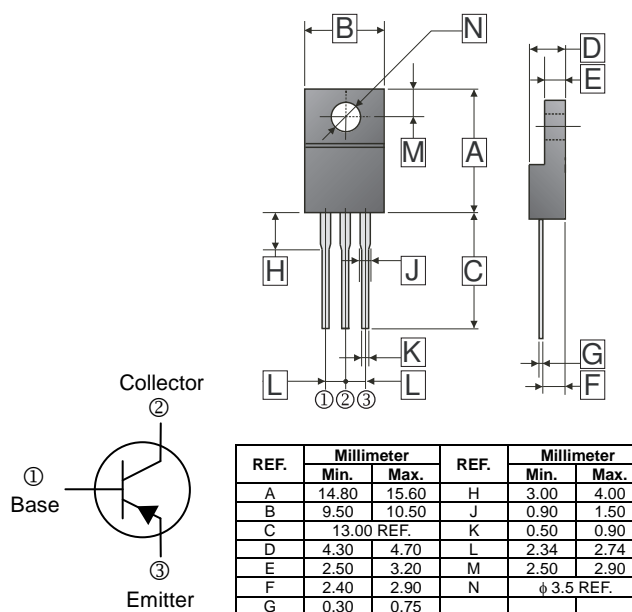 B
N
D
E
M
A
H
J
C
K
G
L
L
F
① ② ③
Collector
②
①
Base
③
Emitter
REF. Millimeter REF. Millimeter
Min. Max. Min. Max.
A 14.80 15.60 H 3.00 4.00
B 9.50 10.50 J 0.90 1.50
C 13.00 REF. K 0.50 0.90
D 4.30 4.70 L 2.34 2.74
E 2.50 3.20 M 2.50 2.90
F 2.40 2.90 N ϕ 3.5 REF.
G 0.30 0.75